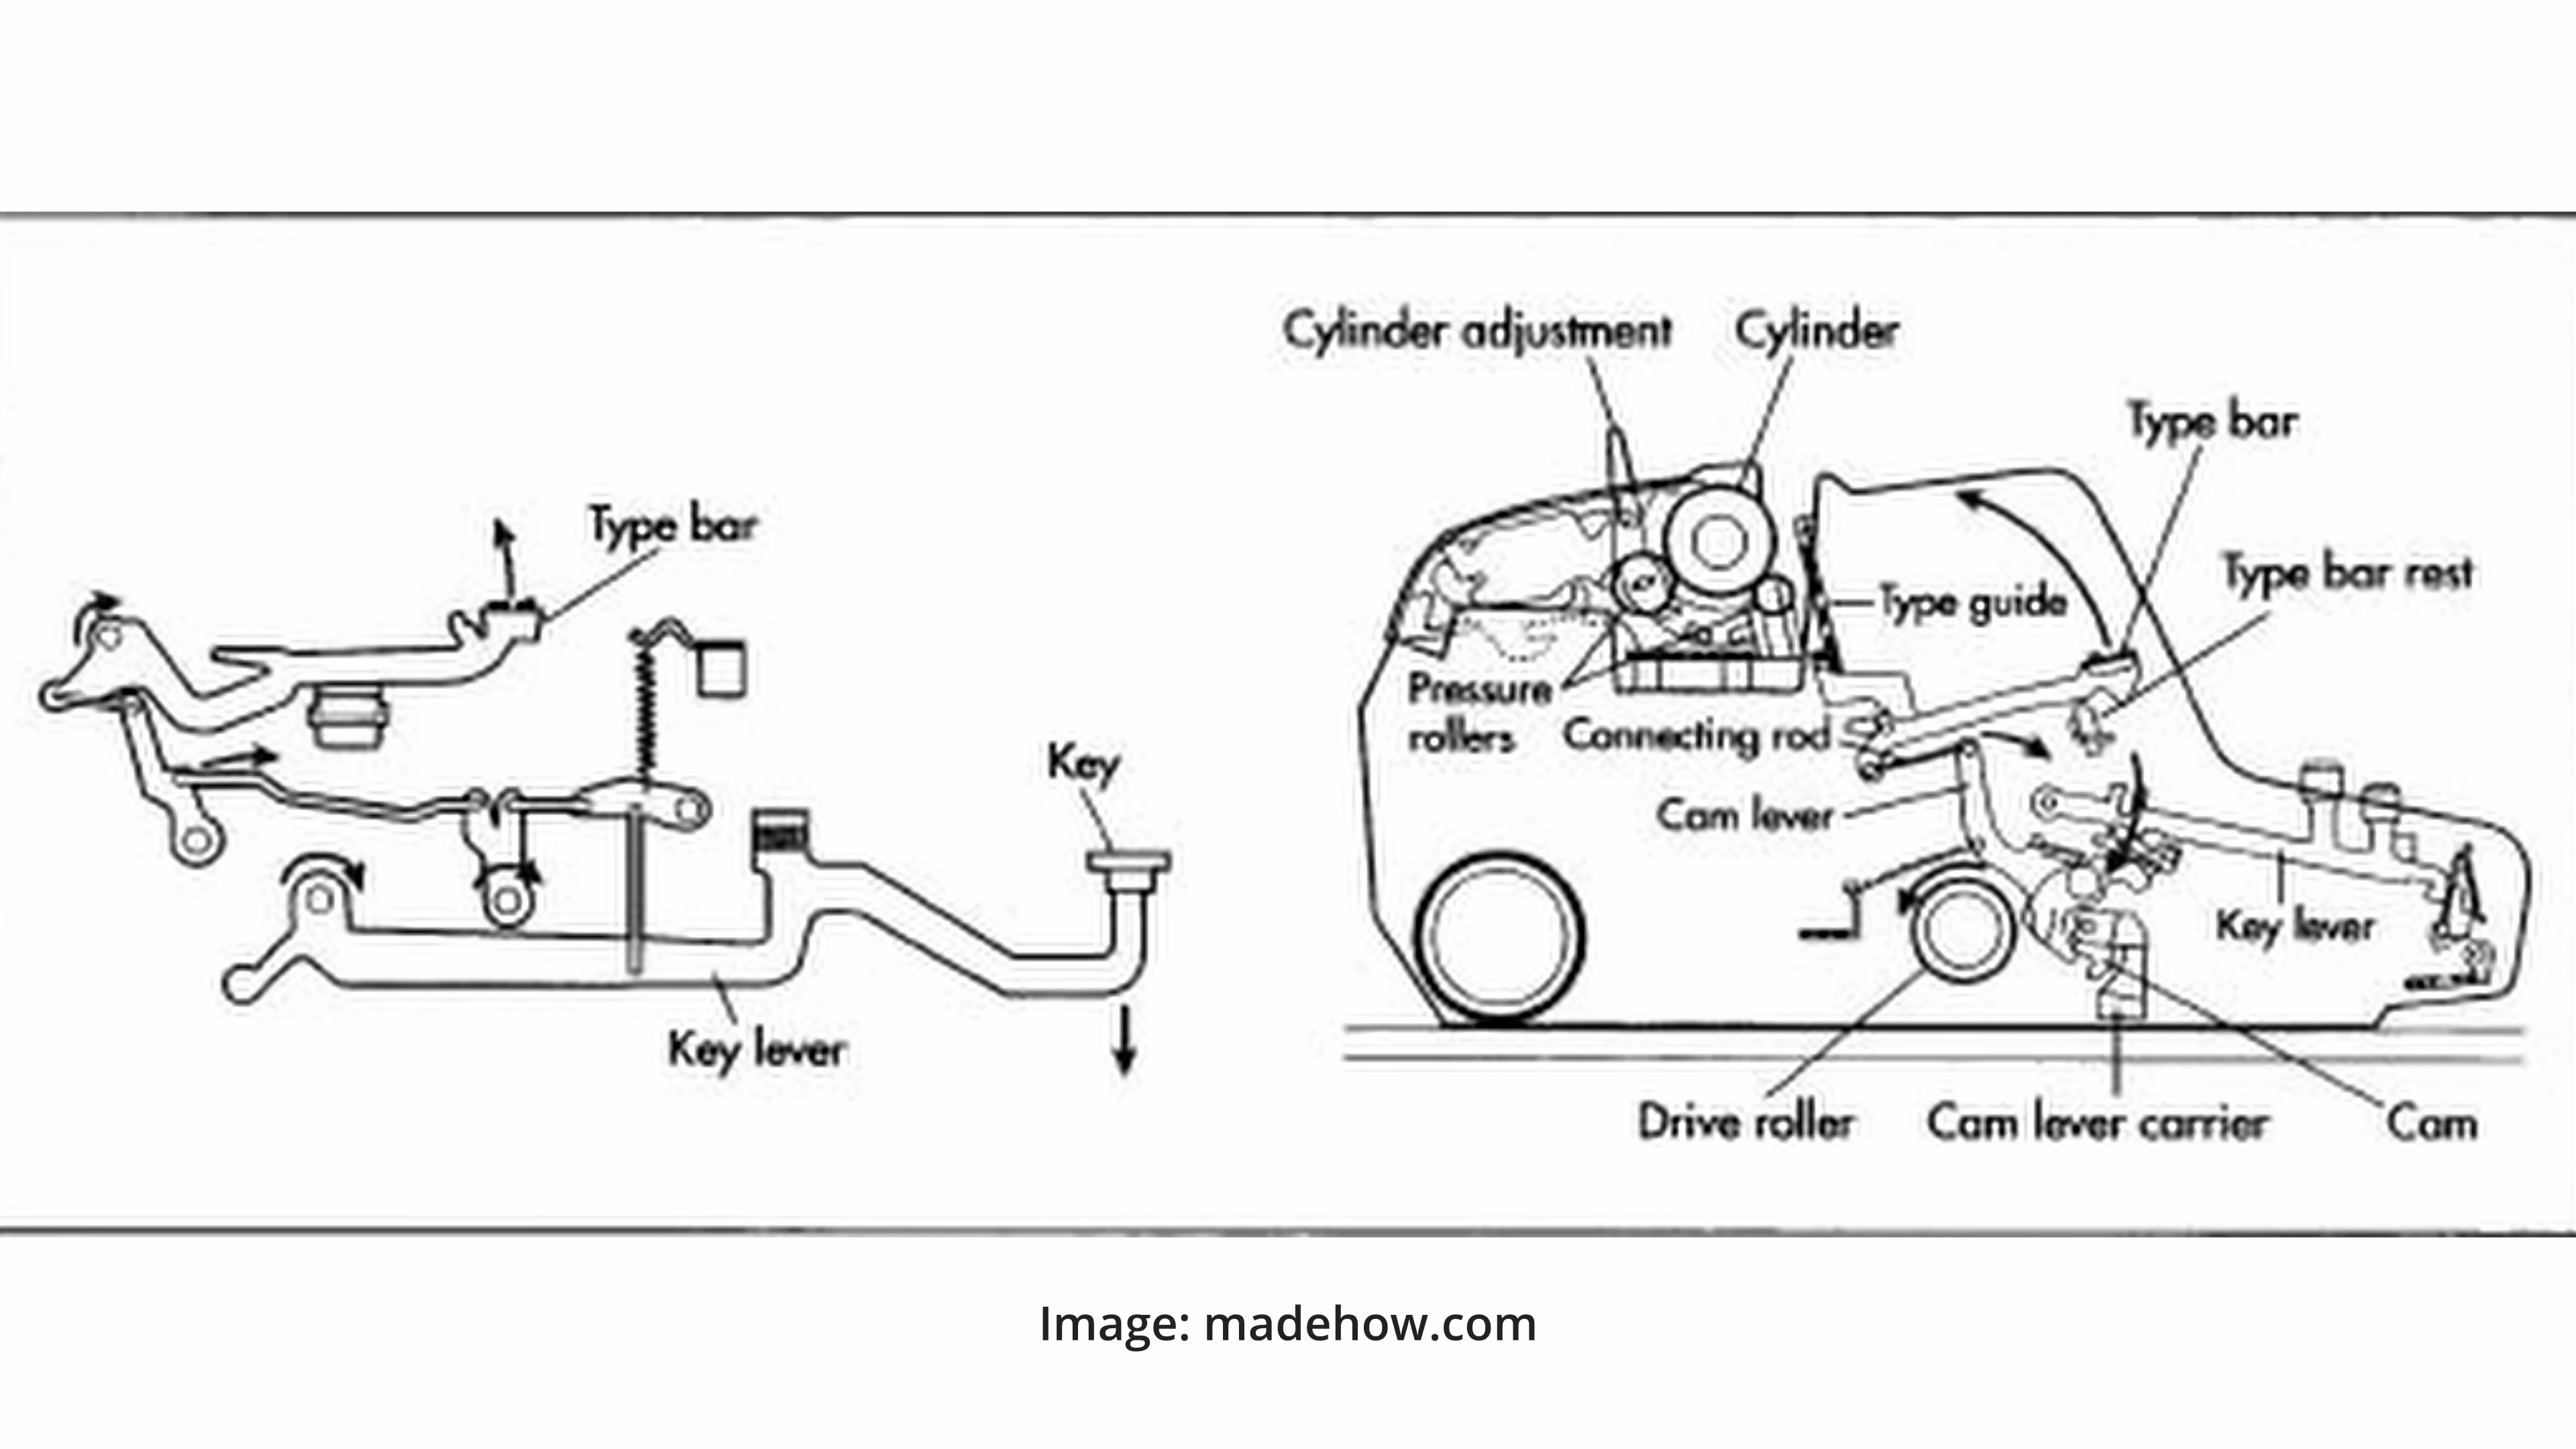 Type bar
Key
Key lever
Cylinder adjustment
Cylinder
Type bar
Type bar rest
Type guide
Pressure
rollers
Connecting rod
Cam lever
Key lever
Drive roller
Cam lever carrier
Cam
Image: madehow.com